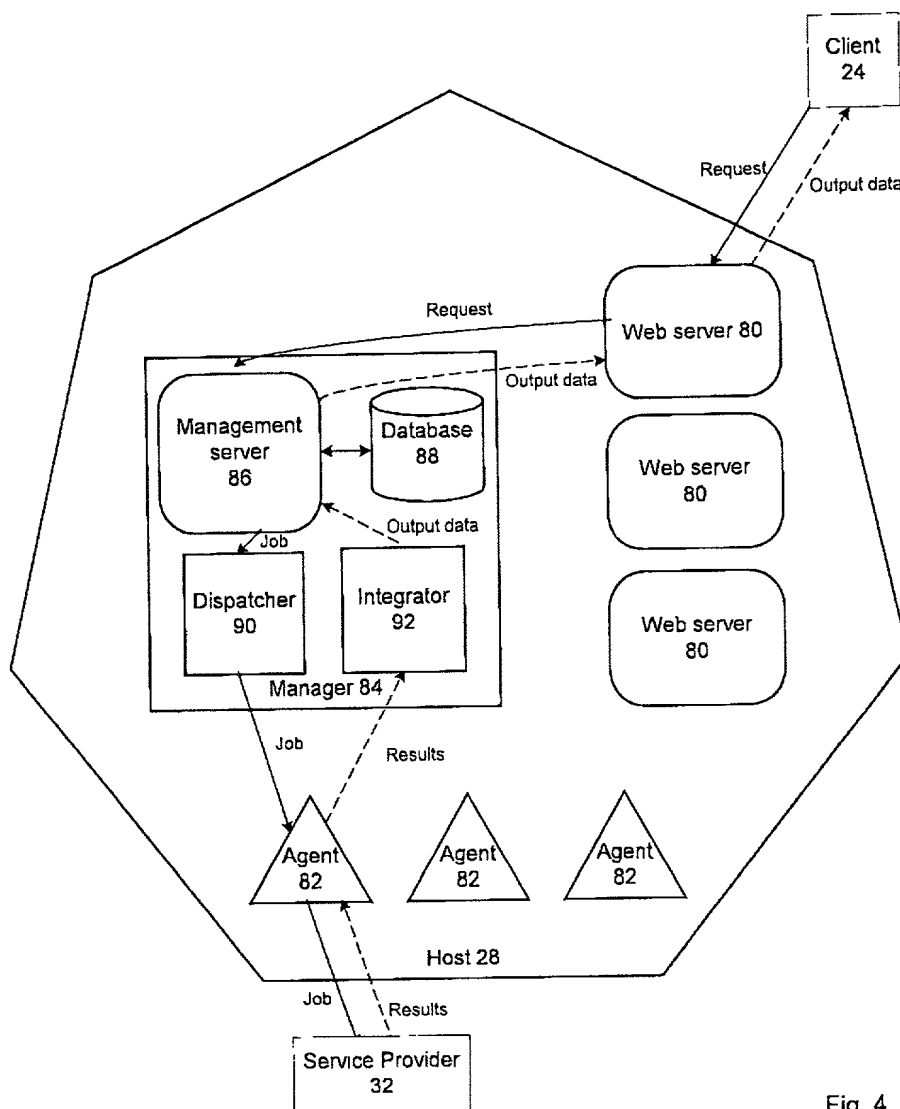 Client
24
Request
Output data
Request
Web server 80
Output data
Management
server
86
Database
88
Web server
80
Output data
Job
Dispatcher
90
Integrator
92
Web server
80
Manager 84
Job
Results
Agent
82
Agent
82
Agent
82
Host 28
Job
Results
Service Provider
32
Fig. 4